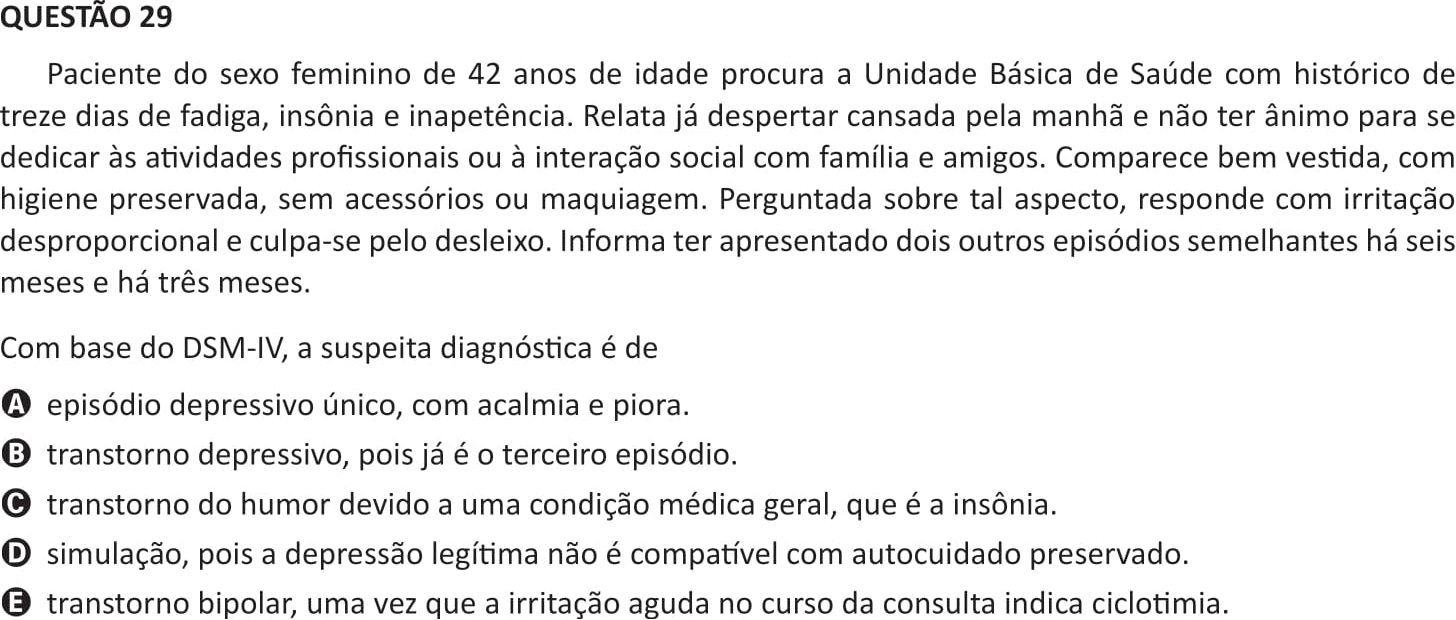 QUESTÃO 29
Paciente do sexo feminino de 42 anos de idade procura a Unidade Básica de Saúde com histórico de
treze dias de fadiga, insônia e inapetência. Relata já despertar cansada pela manhã e não ter ânimo para se
dedicar às atividades profissionais ou à interação social com família e amigos. Comparece bem vestida, com
higiene preservada, sem acessórios ou maquiagem. Perguntada sobre tal aspecto, responde com irritação
desproporcional e culpa-se pelo desleixo. Informa ter apresentado dois outros episódios semelhantes há seis
meses e há três meses.
Com base do DSM-IV, a suspeita diagnóstica é de
A episódio depressivo único, com acalmia e piora.
B transtorno depressivo, pois já é o terceiro episódio.
C transtorno do humor devido a uma condição médica geral, que é a insônia.
D simulação, pois a depressão legítima não é compatível com autocuidado preservado.
E transtorno bipolar, uma vez que a irritação aguda no curso da consulta indica ciclotimia.